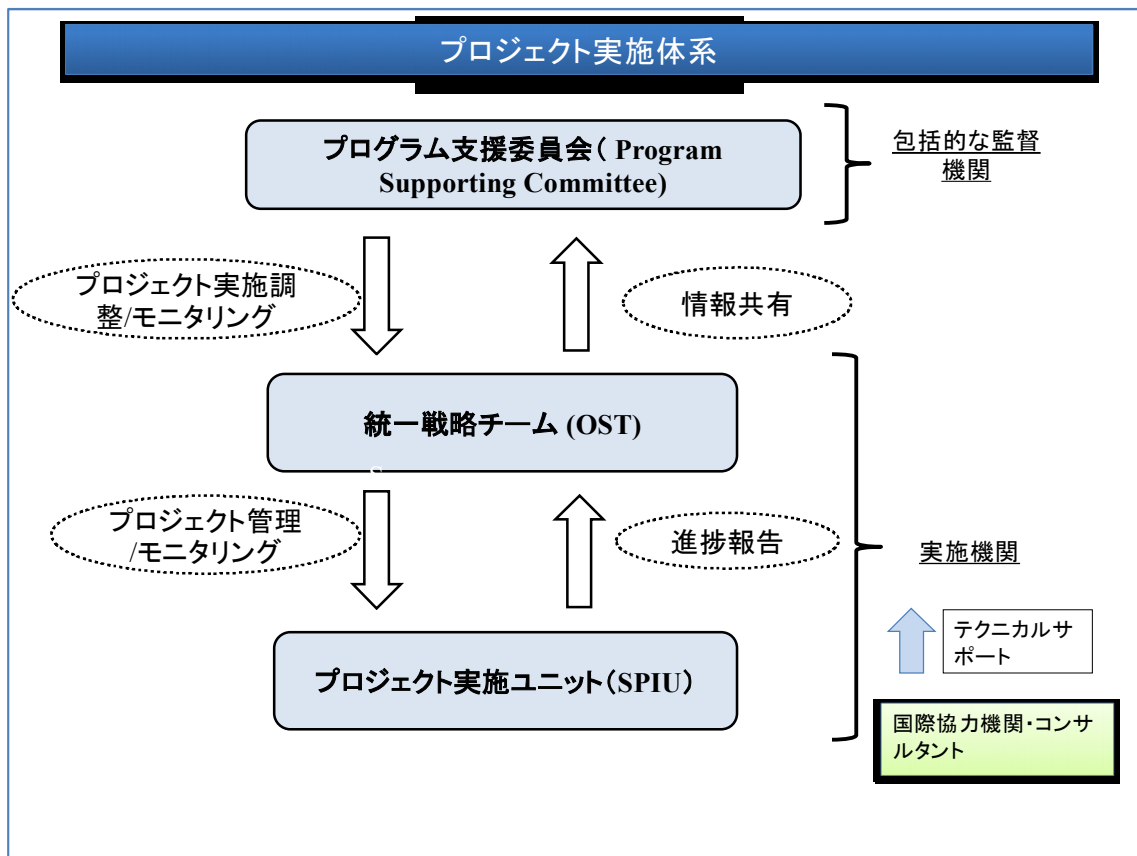 プロジェクト実施体系
プログラム支援委員会( Program
Supporting Committee)
包括的な監督
機関
プロジェクト実施調
整/モニタリング
情報共有
統一戦略チーム (OST)
プロジェクト管理
/モニタリング
進捗報告
実施機関
テクニカルサ
ポート
プロジェクト実施ユニット(SPIU)
国際協力機関・コンサ
ルタント